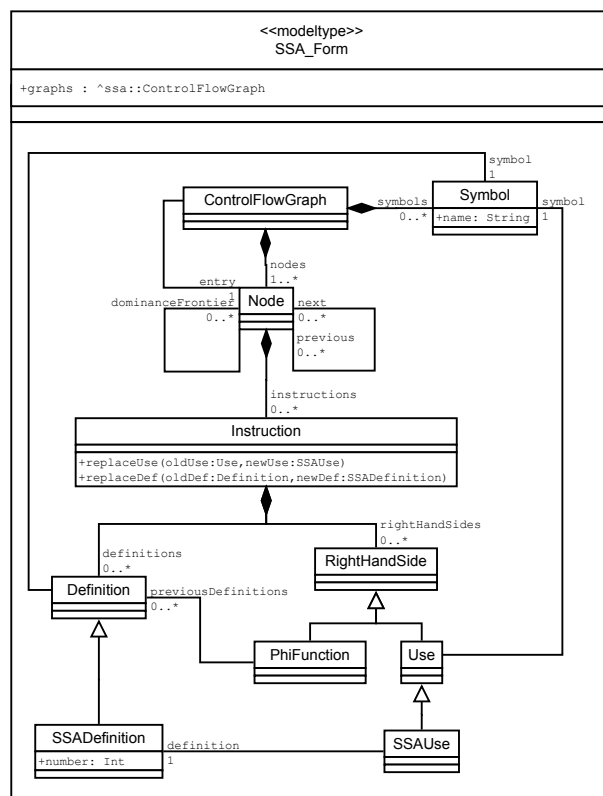 <<modeltype>>
SSA_Form
+graphs : ^ssa::ControlFlowGraph
symbol
1
ControlFlowGraph
symbols
0..*
Symbol
+name: String
symbol
1
nodes
1..*
entry
1
dominanceFrontier
0..*
Node
next
0..*
previous
0..*
instructions
0..*
Instruction
+replaceUse(oldUse:Use,newUse:SSAUse)
+replaceDef(oldDef:Definition,newDef:SSADefinition)
rightHandSides
0..*
definitions
0..*
RightHandSide
Definition
previousDefinitions
0..*
PhiFunction
Use
SSADefinition
+number: Int
definition
1
SSAUse